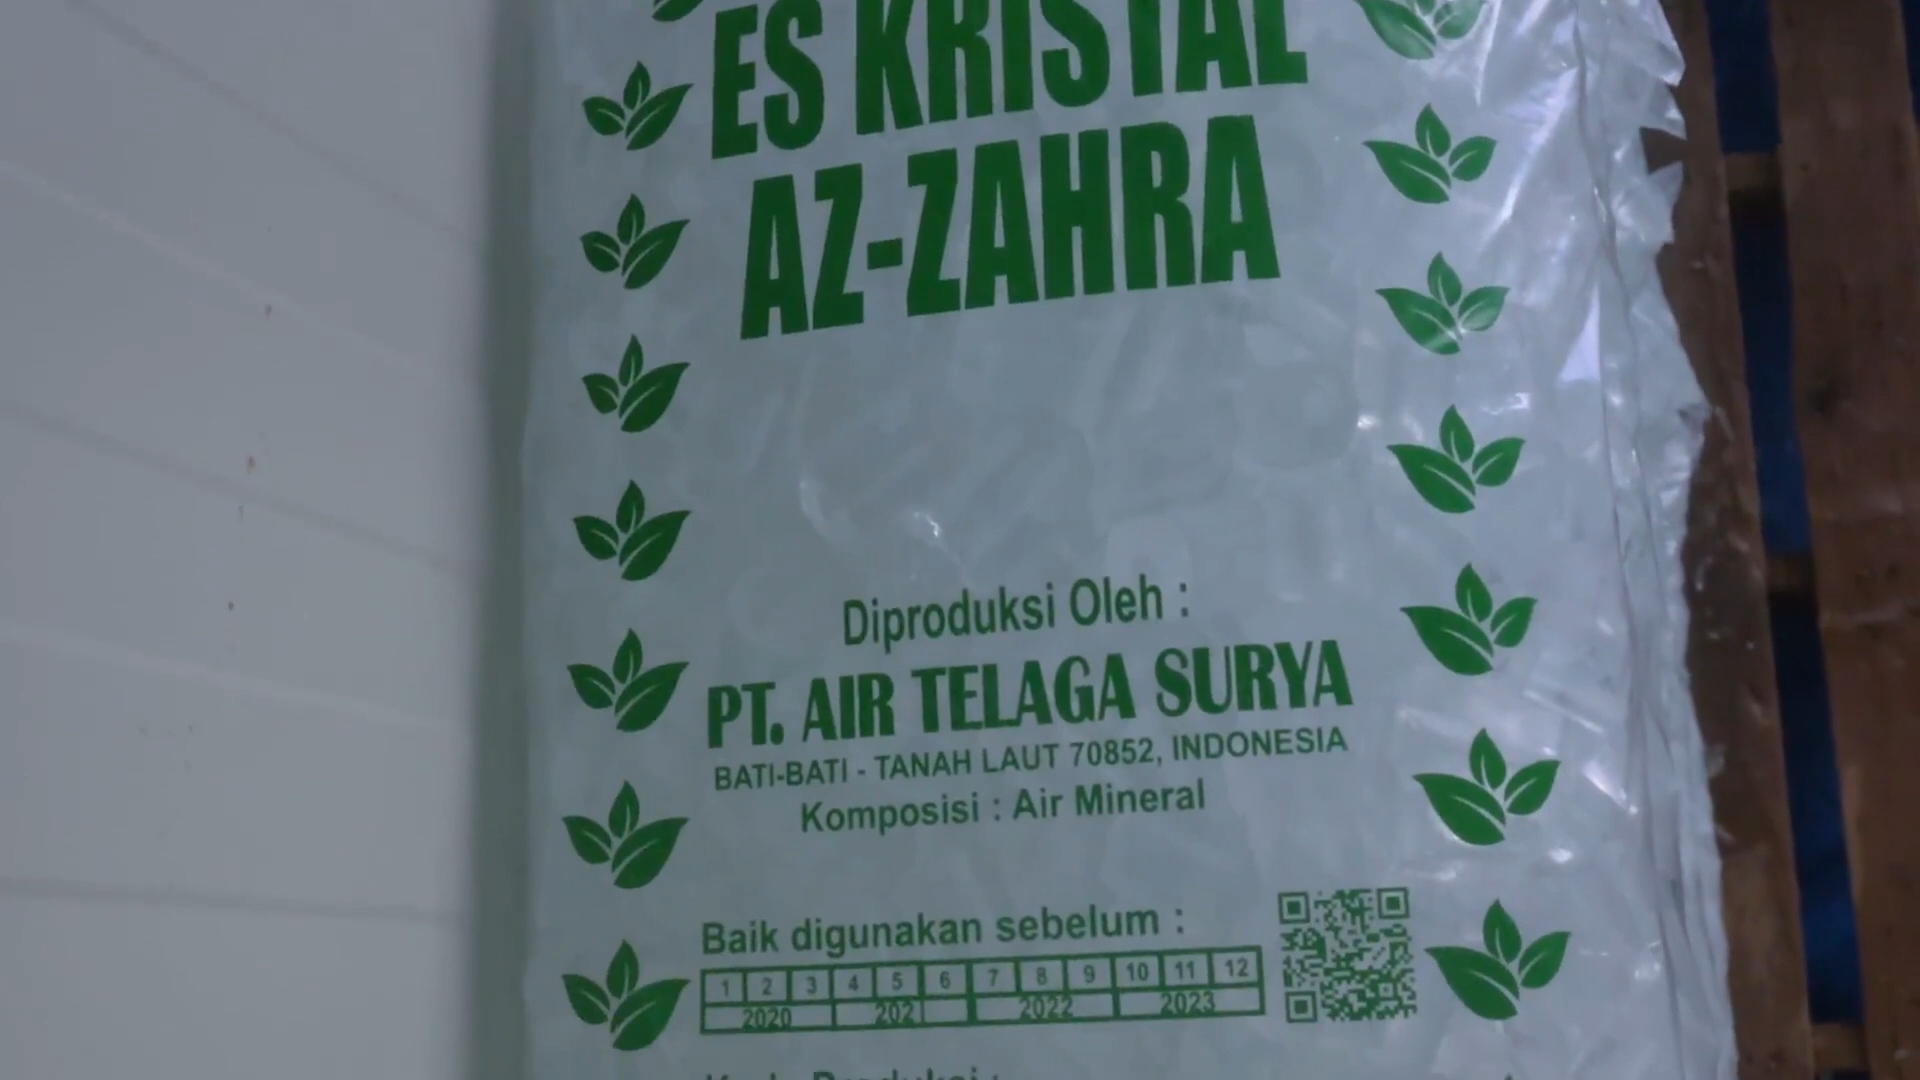 ES KRISTAL
AZ-ZAHRA
Diproduksi Oleh :
PT. AIR TELAGA SURYA
BATI-BATI - TANAH LAUT 70852, INDONESIA
Komposisi : Air Mineral
Baik digunakan sebelum :
1 2 3 4 5 6 7 8 9 10 11 12
2020 202 2022 2023